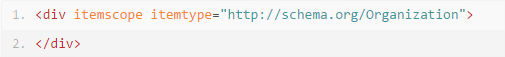 1. <div itemscope itemtype="http://schema.org/Organization">
2. </div>